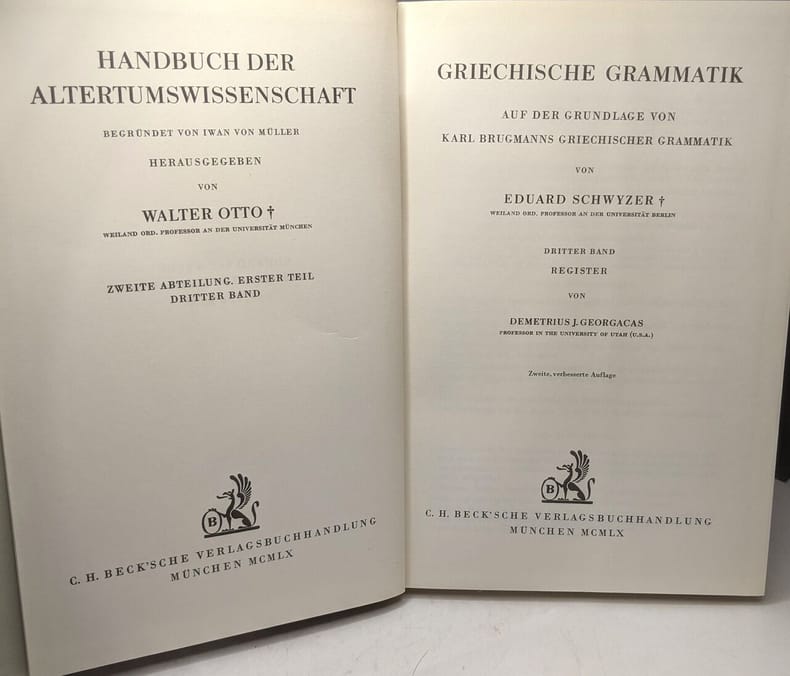 HANDBUCH DER
ALTERTUMSWISSENSCHAFT
BEGRÜNDET VON IWAN VON MÜLLER
HERAUSGEGEBEN
VON
WALTER OTTO †
WEILAND ORD. PROFESSOR AN DER UNIVERSITÄT MÜNCHEN
ZWEITE ABTEILUNG. ERSTER TEIL
DRITTER BAND
B
C. H. BECK'SCHE VERLAGSBUCHHANDLUNG
MÜNCHEN MCMLX
GRIECHISCHE GRAMMATIK
AUF DER GRUNDLAGE VON
KARL BRUGMANNS GRIECHISCHER GRAMMATIK
VON
EDUARD SCHWYZER †
WEILAND ORD. PROFESSOR AN DER UNIVERSITÄT BERLIN
DRITTER BAND
REGISTER
VON
DEMETRIUS J. GEORGACAS
PROFESSOR IN THE UNIVERSITY OF UTAH (U.S.A.)
Zweite, verbesserte Auflage
B
C. H. BECK'SCHE VERLAGSBUCHHANDLUNG
MÜNCHEN MCMLX